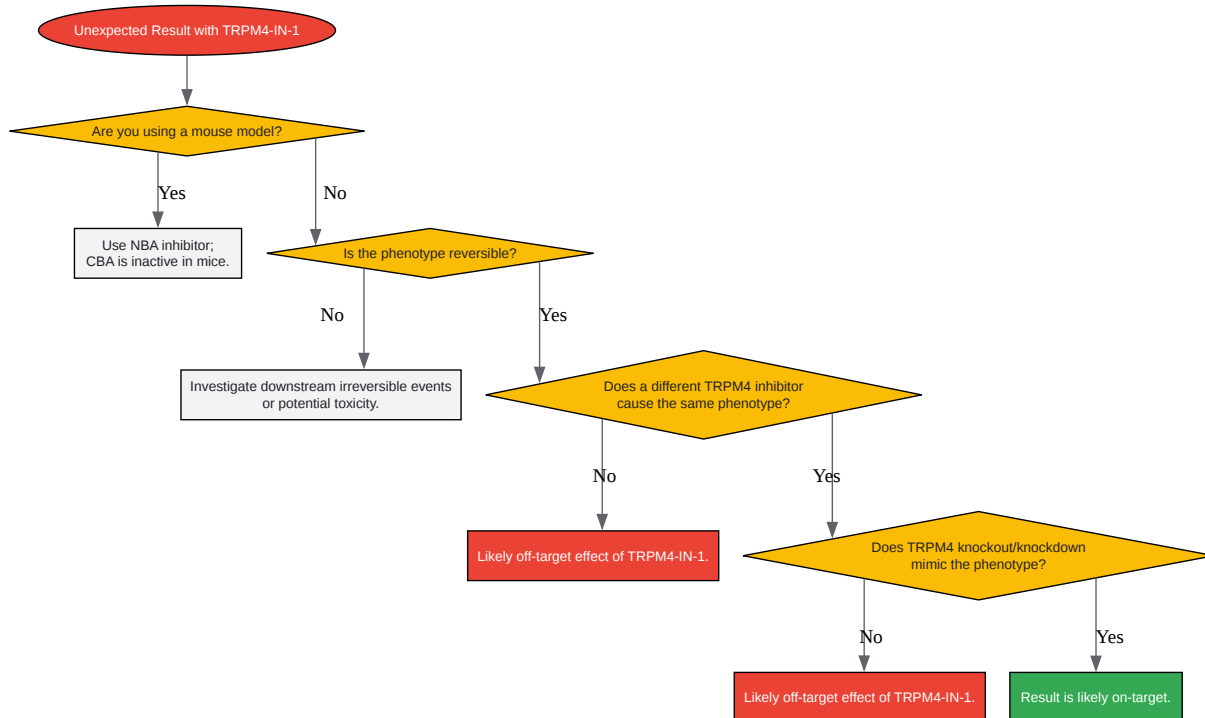 Unexpected Result with TRPM4-IN-1
Are you using a mouse model?
Yes
No
Use NBA inhibitor;
CBA is inactive in mice.
Is the phenotype reversible?
No
Yes
Investigate downstream irreversible events
or potential toxicity.
Does a different TRPM4 inhibitor
cause the same phenotype?
No
Yes
Likely off-target effect of TRPM4-IN-1.
Does TRPM4 knockout/knockdown
mimic the phenotype?
No
Yes
Likely off-target effect of TRPM4-IN-1.
Result is likely on-target.